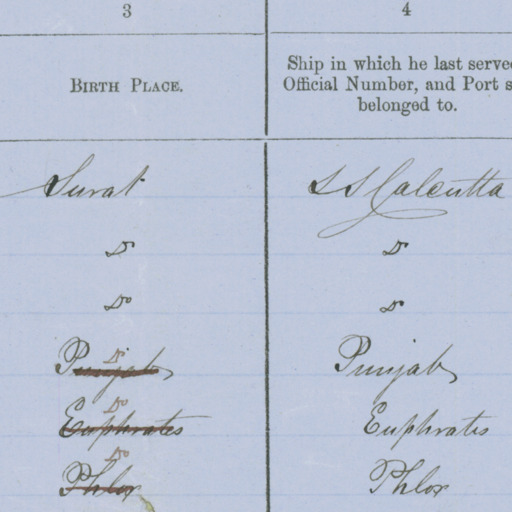 3 4
BIRTH PLACE. Ship in which he last serve
Official Number, and Port s
belonged to.
Surat S S Calcutta
Do Do
Do Do
Do
Punjab Punjab
Do
Euphrates Euphrates
Do
Phlox Phlox